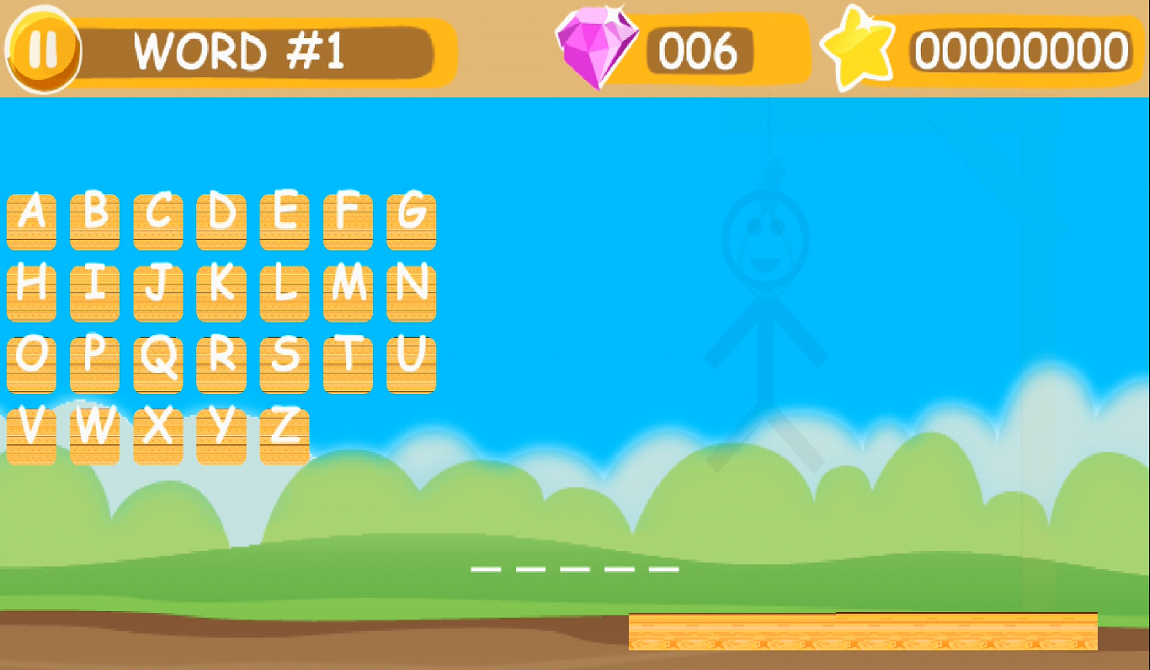 WORD #1 006 00000000
A B C D E F G
H I J K L M N
O P Q R S T U
V W X Y Z
_ _ _ _ _